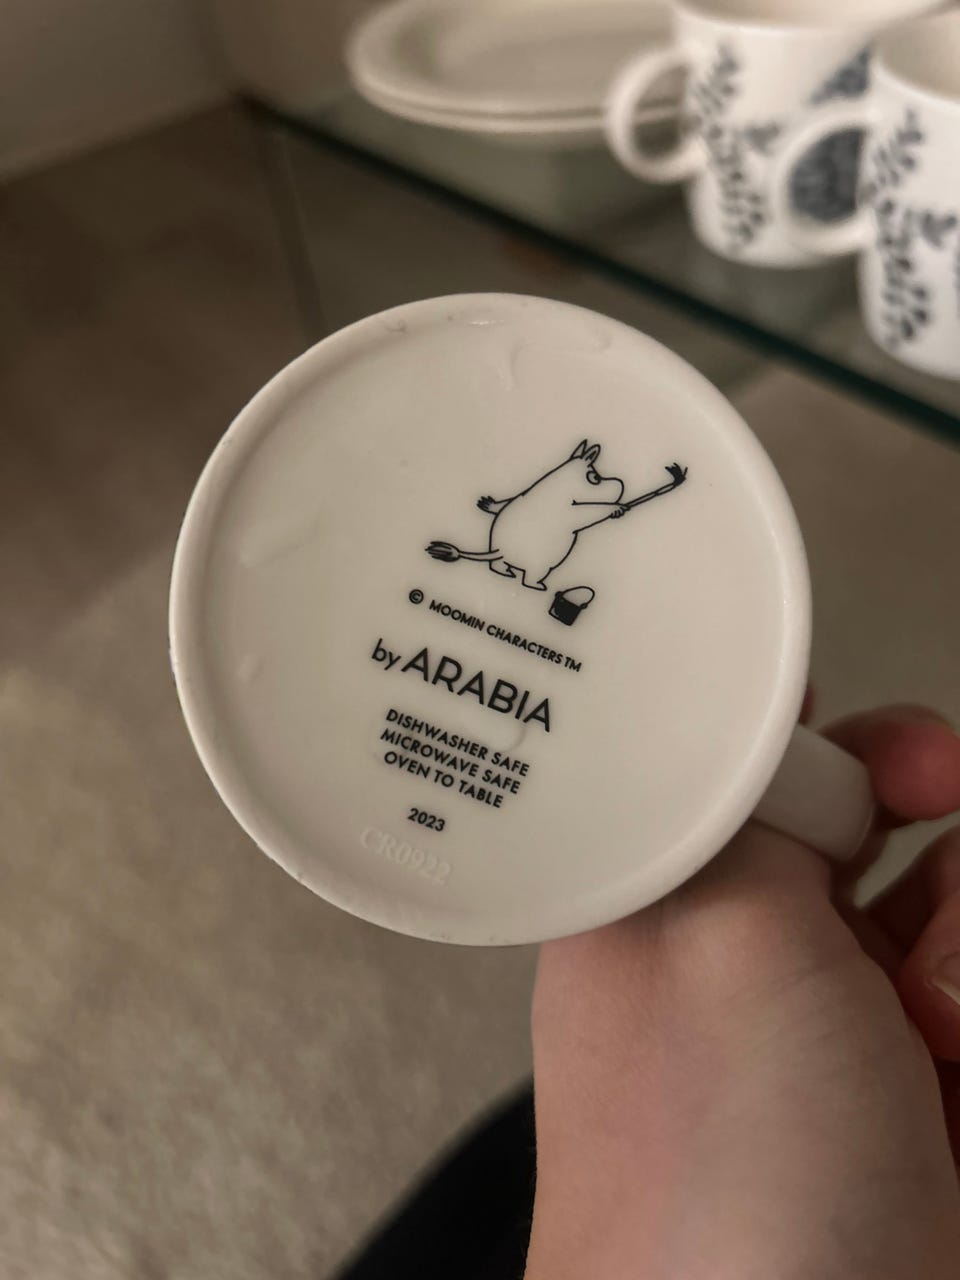 © MOOMIN CHARACTERS™
by ARABIA
DISHWASHER SAFE
MICROWAVE SAFE
OVEN TO TABLE
2023
CR0922